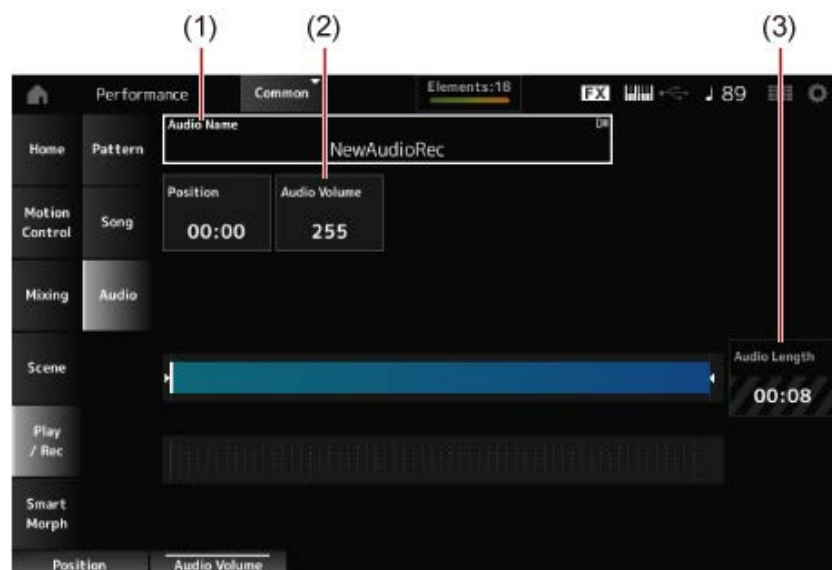 (1) (2) (3)
Performance Common Elements:18 FX 89
Audio Name
NewAudioRec
Home Pattern
Position Audio Volume
00:00 255
Motion Control Song
Mixing Audio
Scene
Audio Length
00:08
Play / Rec
Smart Morph
Position Audio Volume